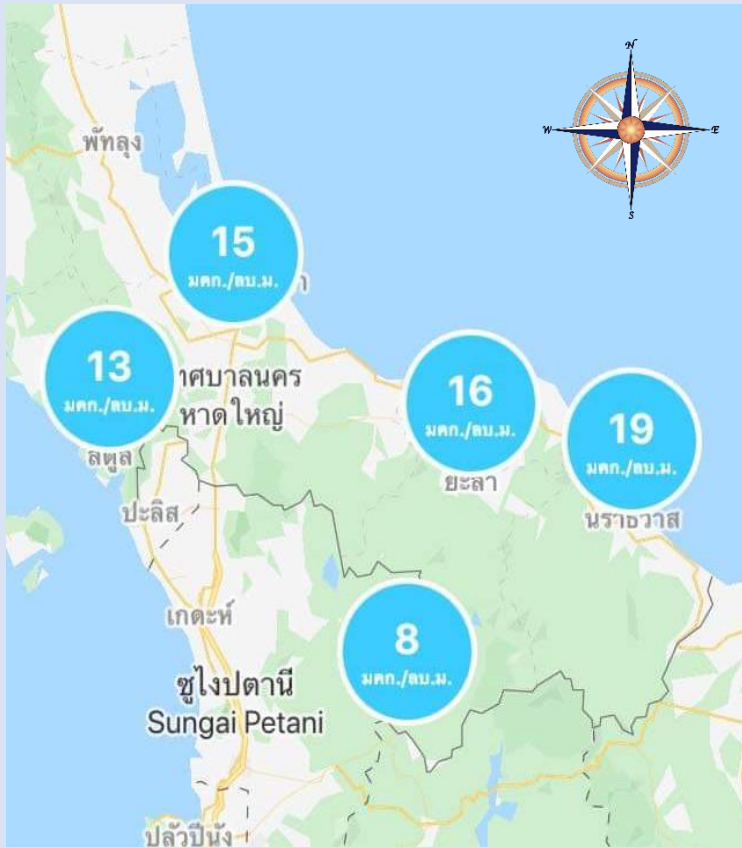 N
W
E
S
พัทลุง
15
มคก./ลบ.ม.
า
13
มคก./ลบ.ม.
าศบาลนคร
หาดใหญ่
16
มคก./ลบ.ม.
19
มคก./ลบ.ม.
สตูล
ยะลา
ปะลิส
นราธิวาส
เกดะห์
8
มคก./ลบ.ม.
ซูไงปตานี
Sungai Petani
ปลัวปีนัง